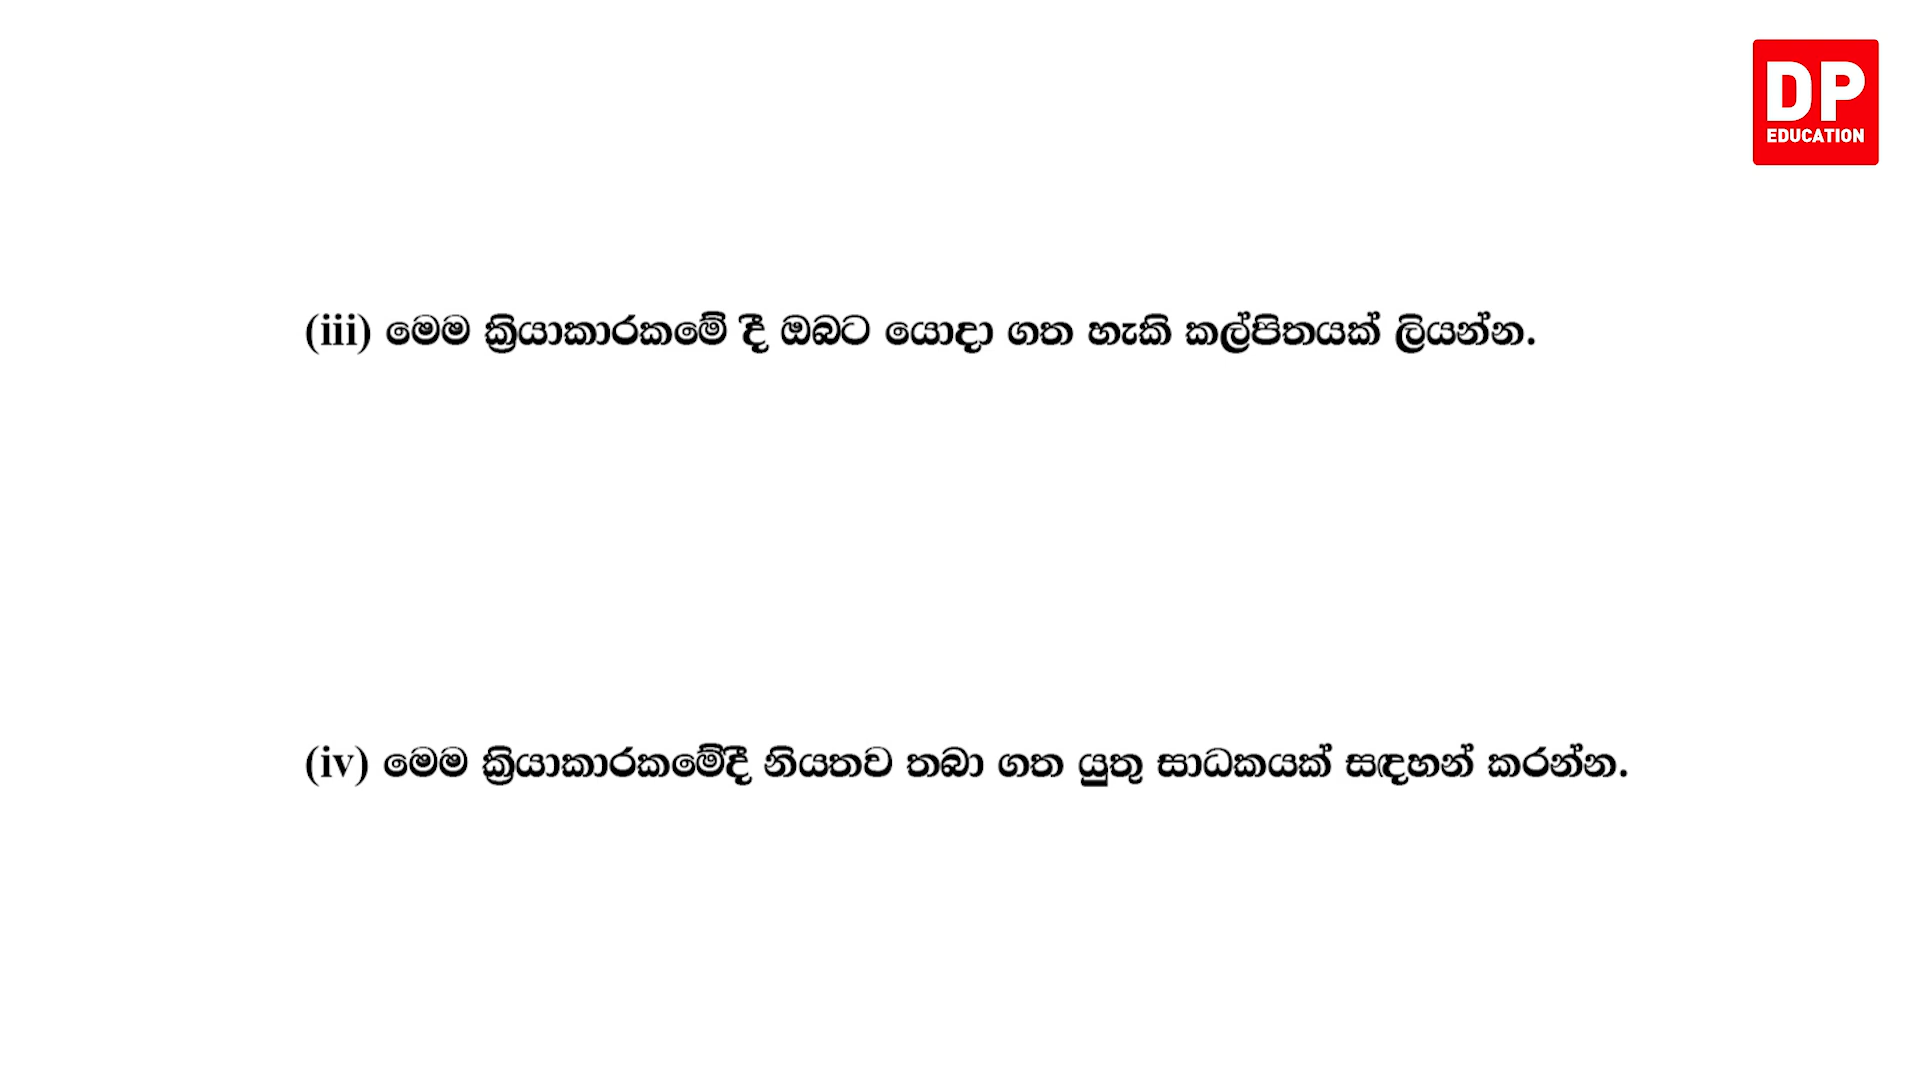 DP
EDUCATION
(iii) මෙම ක්‍රියාකාරකමේ දී ඔබට යොදා ගත හැකි කල්පිතයක් ලියන්න.
(iv) මෙම ක්‍රියාකාරකමේදී නියතව තබා ගත යුතු සාධකයක් සඳහන් කරන්න.